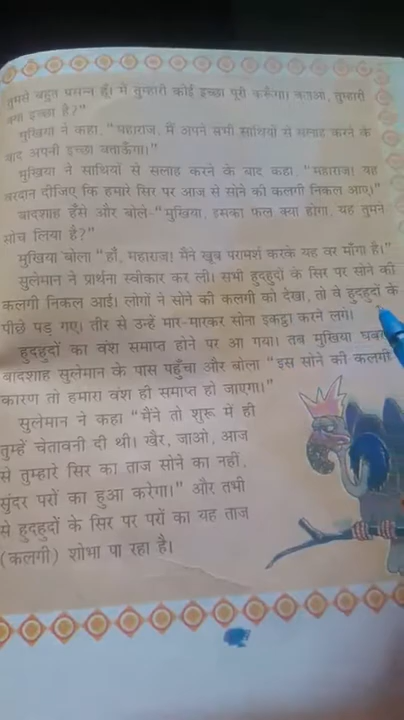 तुमसे बहुत प्रसन्न हूँ। मैं तुम्हारी कोई इच्छा पूरी करूँगा। बताओ, तुम्हारी
क्या इच्छा है?"
मुखिया ने कहा, "महाराज, मैं अपने सभी साथियों से सलाह करने के
बाद अपनी इच्छा बताऊँगा।"
मुखिया ने साथियों से सलाह करने के बाद कहा, "महाराज! यह
वरदान दीजिए कि हमारे सिर पर आज से सोने की कलगी निकल आए।"
बादशाह हँसे और बोले-"मुखिया, इसका फल क्या होगा, यह तुमने
सोच लिया है?"
मुखिया बोला "हाँ, महाराज! मैंने खूब परामर्श करके यह वर माँगा है।"
सुलेमान ने प्रार्थना स्वीकार कर ली। सभी हुदहुदों के सिर पर सोने की
कलगी निकल आई। लोगों ने सोने की कलगी को देखा, तो वे हुदहुदों के
पीछे पड़ गए। तीर से उन्हें मार-मारकर सोना इकट्ठा करने लगे।
हुदहुदों का वंश समाप्त होने पर आ गया। तब मुखिया
बादशाह सुलेमान के पास पहुँचा और बोला "इस सोने की कलगी
कारण तो हमारा वंश ही समाप्त हो जाएगा।"
सुलेमान ने कहा "मैंने तो शुरू में ही
तुम्हें चेतावनी दी थी। खैर, जाओ, आज
से तुम्हारे सिर का ताज सोने का नहीं,
सुंदर परों का हुआ करेगा।" और तभी
से हुदहुदों के सिर पर परों का यह ताज
(कलगी) शोभा पा रहा है।